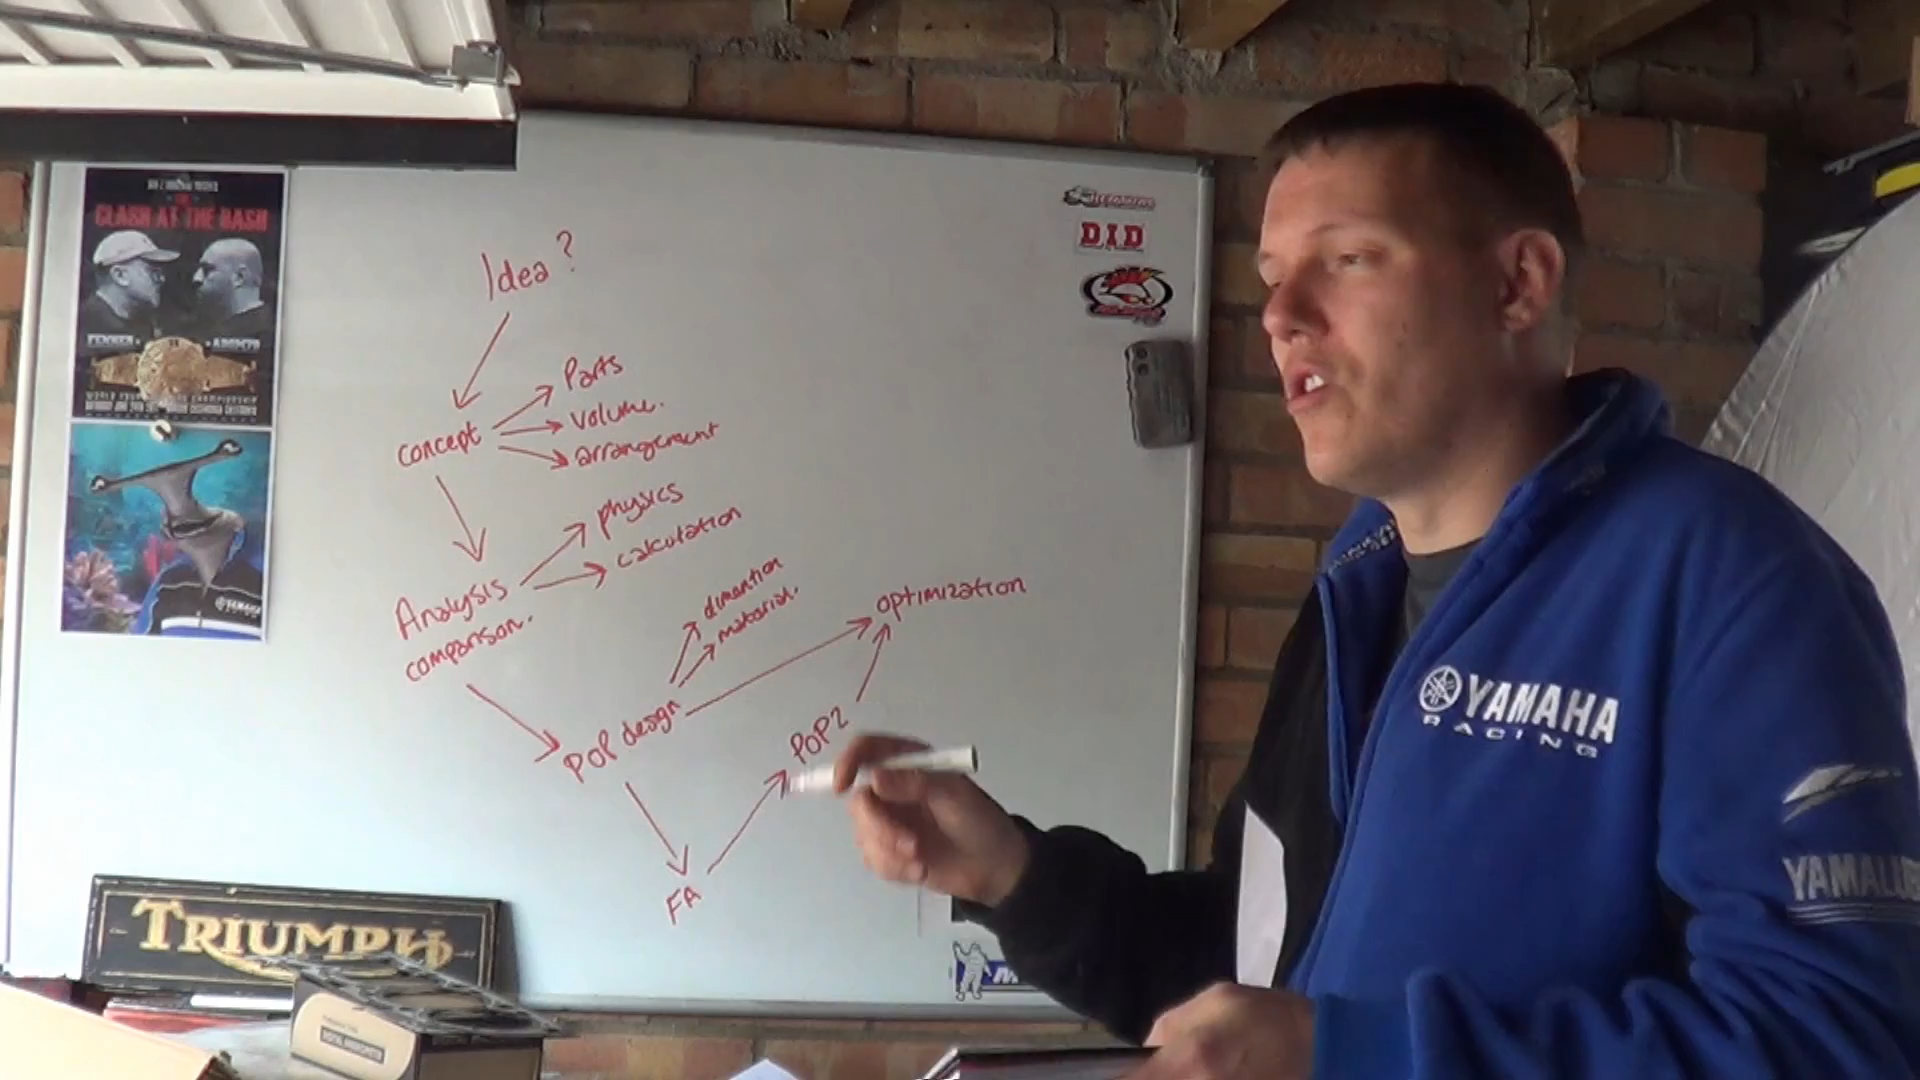 CLASH AT THE BASH
Idea?
concept
Parts
volume.
arrangement
Analysis
comparison.
physics
calculation
POP design
dimention
material.
optimization
POP2
FA
D.I.D
YAMAHA
RACING
YAMALUB
TRIUMPH
M